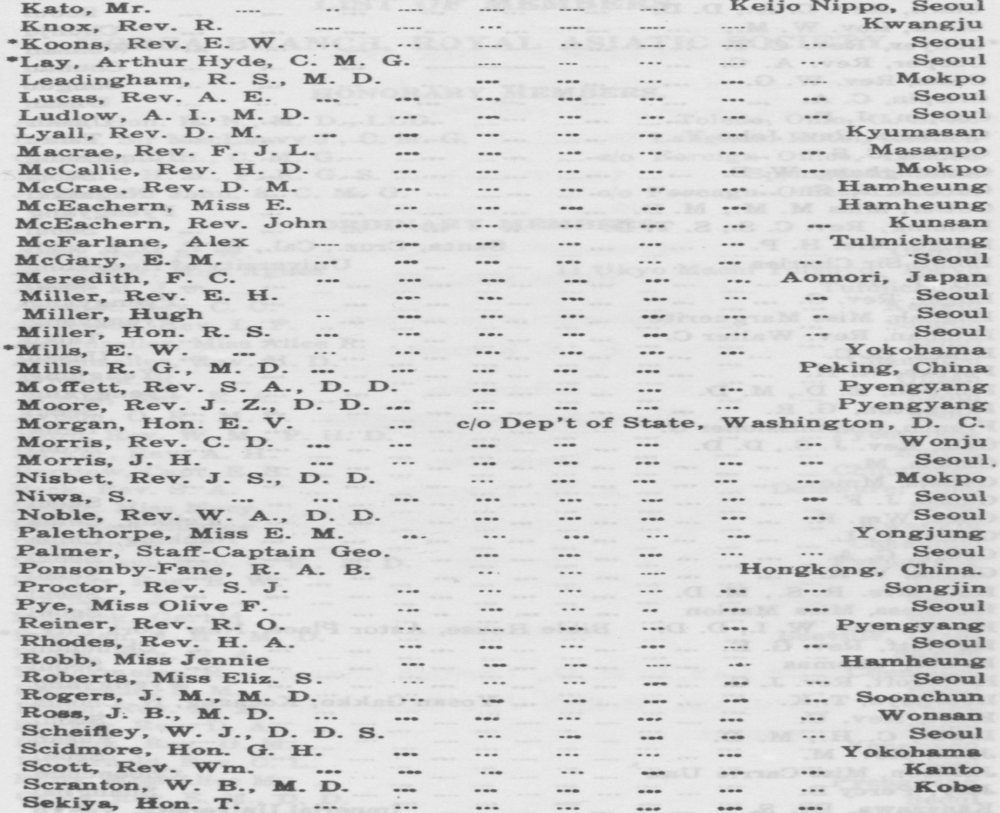 Kato, Mr. .... ... ... ... ... Keijo Nippo, Seoul
Knox, Rev. R. ... ... ... ... ... Kwangju
*Koons, Rev. E. W. ... ... ... ... ... ... Seoul
*Lay, Arthur Hyde, C. M. G. ... ... ... ... ... Seoul
Leadingham, R. S., M. D. ... ... ... ... Mokpo
Lucas, Rev. A. E. ... ... ... ... ... ... Seoul
Ludlow, A. I., M. D. ... ... ... ... ... ... Seoul
Lyall, Rev. D. M. ... ... ... ... ... ... Kyumasan
Macrae, Rev. F. J. L. ... ... ... ... ... Masanpo
McCallie, Rev. H. D. ... ... ... ... ... ... Mokpo
McCrae, Rev. D. M. ... ... ... ... ... Hamheung
McEachern, Miss E. ... ... ... ... ... Hamheung
McEachern, Rev. John ... ... ... ... ... ... Kunsan
McFarlane, Alex ... ... ... ... ... ... Tulmichung
McGary, E M. ... ... ... ... ... ... ... Seoul
Meredith, F. C. ... ... ... ... ... ... Aomori, Japan
Miller, Rev. E. H. ... ... ... ... ... ... Seoul
Miller, Hugh ... ... ... ... ... ... ... Seoul
Miller, Hon. R. S. ... ... ... ... ... ... Seoul
*Mills, E. W. ... ... ... ... ... ... ... Yokohama
Mills, R. G., M. D. ... ... ... ... ... ... Peking, China
Moffett, Rev. S. A., D. D. ... ... ... ... Pyengyang
Moore, Rev. J Z. D. D. ... ... ... ... Pyengyang
Morgan, Hon. E. V. ... c/o Dep't of State, Washington, D. C.
Morris, Rev. C. D. ... ... ... ... ... ... ... Wonju
Morris, J H. ... ... ... ... ... ... ... Seoul.
Nisbet, Rev. J. S., D. D. ... ... ... ... ... Mokpo
Niwa, S. ... ... ... ... ... ... ... ... Seoul
Noble, Rev. W A. D. D. ... ... ... ... ... Seoul
Palethorpe, Miss E. M. ... ... ... ... ... Yongjung
Palmer, Staff-Captain Geo. ... ... ... ... ... Seoul
Ponsonby-Fane, R. A. B. ... ... ... Hongkong, China.
Proctor, Rev. S. J. ... ... ... ... ... ... Songjin
Pye, Miss Olive F. ... ... ... ... ... ... Seoul
Reiner, Rev. R. O. ... ... ... ... ... Pyengyang
Rhodes, Rev H. A. ... ... ... ... ... ... Seoul
Robb, Miss Jennie ... ... ... ... ... Hamheung
Roberts, Miss Eliz. S. ... ... ... ... ... ... Seoul
Rogers, J. M. M. D. ... ... ... ... ... ... Soonchun
Ross, J. B., M. D. ... ... ... ... ... ... ... Wonsan
Scheifley, W. J., D. D. S. ... ... ... ... ... Seoul
Scidmore, Hon. G. H. ... ... ... ... ... Yokohama
Scott, Rev. Wm. ... ... ... ... ... ... ... Kanto
Scranton, W B., M. D. ... ... ... ... ... ... Kobe
Sekiya, Hon. T. ... ... ... ... ... ...